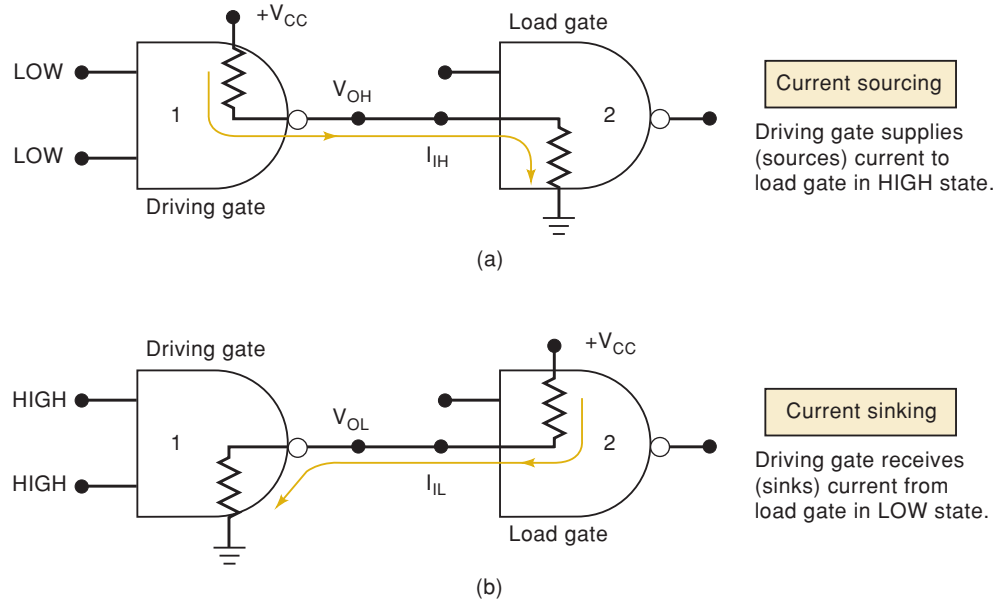 +VCC
Load gate
LOW
1
VOH
2
Current sourcing
Driving gate supplies
(sources) current to
load gate in HIGH state.
IIH
LOW
Driving gate
(a)
Driving gate
+VCC
HIGH
1
VOL
2
Current sinking
Driving gate receives
(sinks) current from
load gate in LOW state.
IIL
HIGH
Load gate
(b)